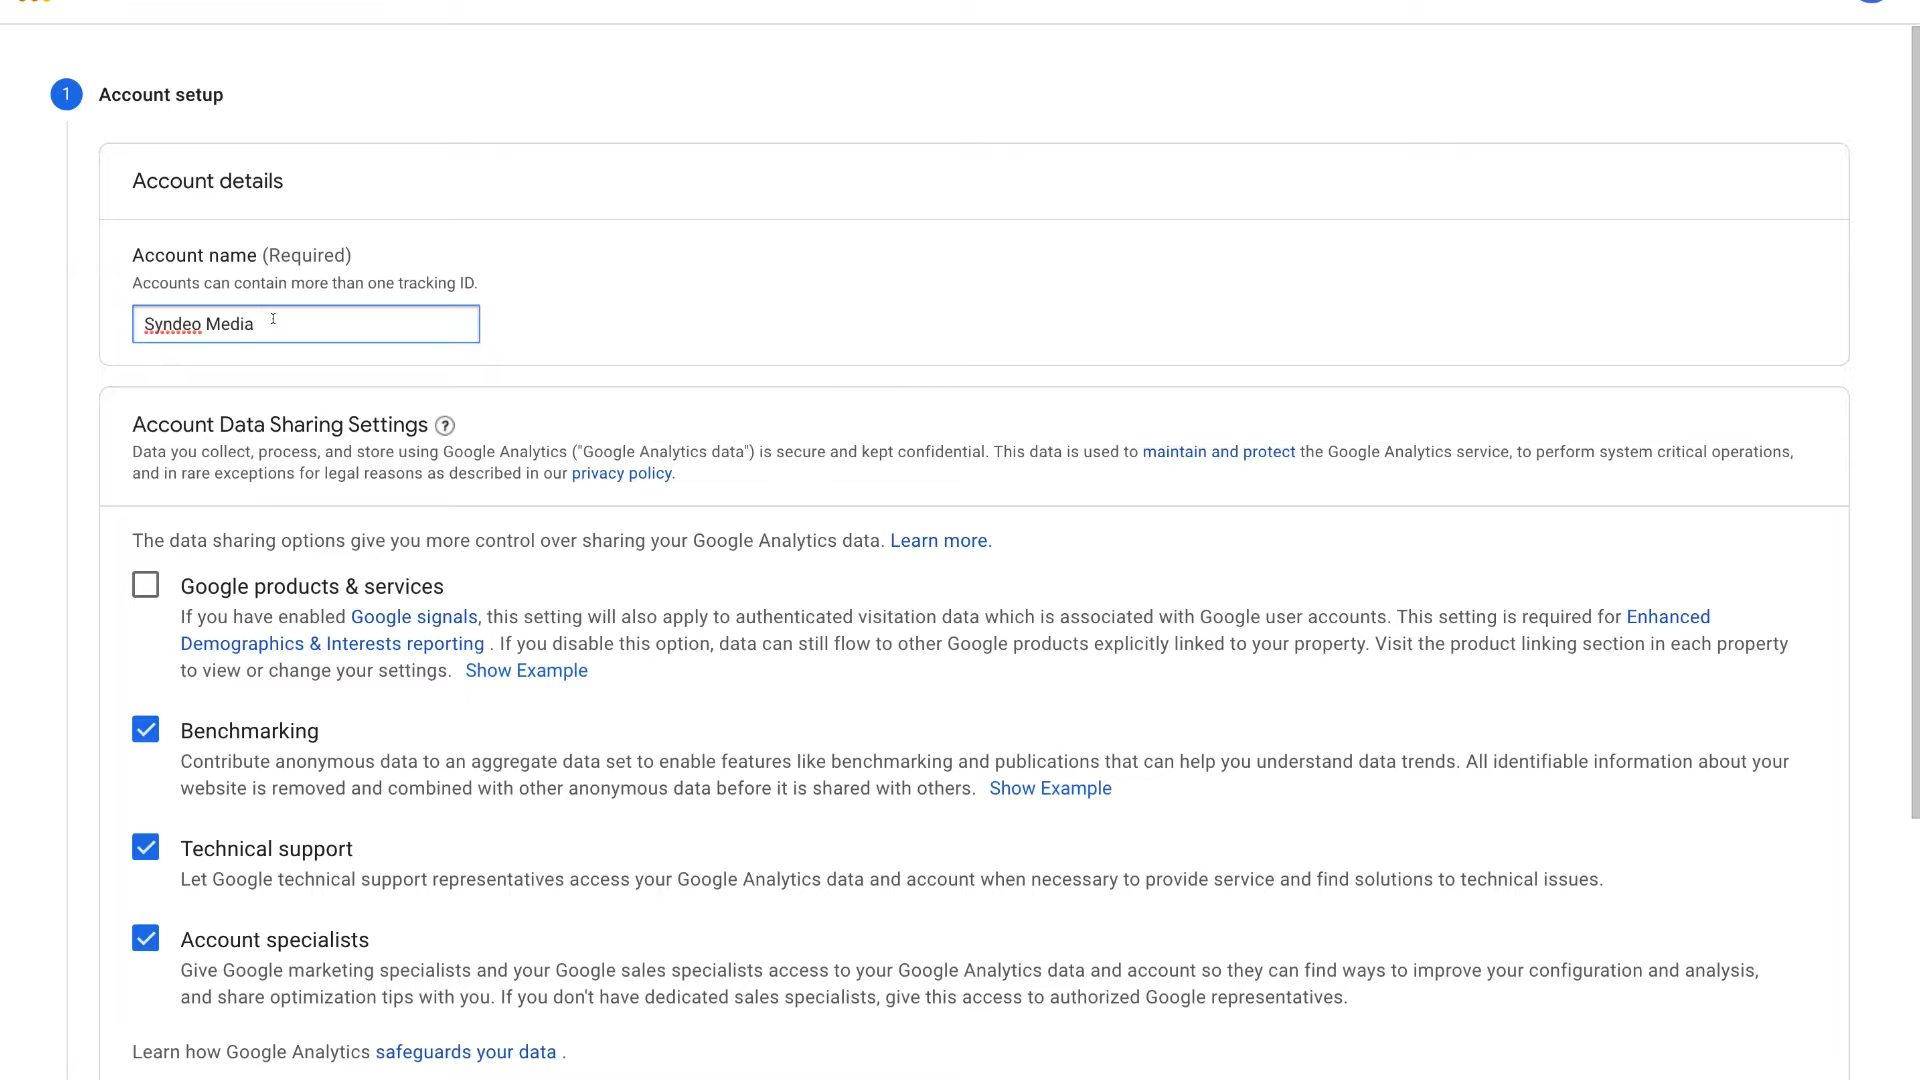 1 Account setup
Account details
Account name (Required)
Accounts can contain more than one tracking ID.
Syndeo Media
Account Data Sharing Settings ?
Data you collect, process, and store using Google Analytics ("Google Analytics data") is secure and kept confidential. This data is used to maintain and protect the Google Analytics service, to perform system critical operations,
and in rare exceptions for legal reasons as described in our privacy policy.
The data sharing options give you more control over sharing your Google Analytics data. Learn more.
Google products & services
If you have enabled Google signals, this setting will also apply to authenticated visitation data which is associated with Google user accounts. This setting is required for Enhanced
Demographics & Interests reporting . If you disable this option, data can still flow to other Google products explicitly linked to your property. Visit the product linking section in each property
to view or change your settings. Show Example
Benchmarking
Contribute anonymous data to an aggregate data set to enable features like benchmarking and publications that can help you understand data trends. All identifiable information about your
website is removed and combined with other anonymous data before it is shared with others. Show Example
Technical support
Let Google technical support representatives access your Google Analytics data and account when necessary to provide service and find solutions to technical issues.
Account specialists
Give Google marketing specialists and your Google sales specialists access to your Google Analytics data and account so they can find ways to improve your configuration and analysis,
and share optimization tips with you. If you don't have dedicated sales specialists, give this access to authorized Google representatives.
Learn how Google Analytics safeguards your data .